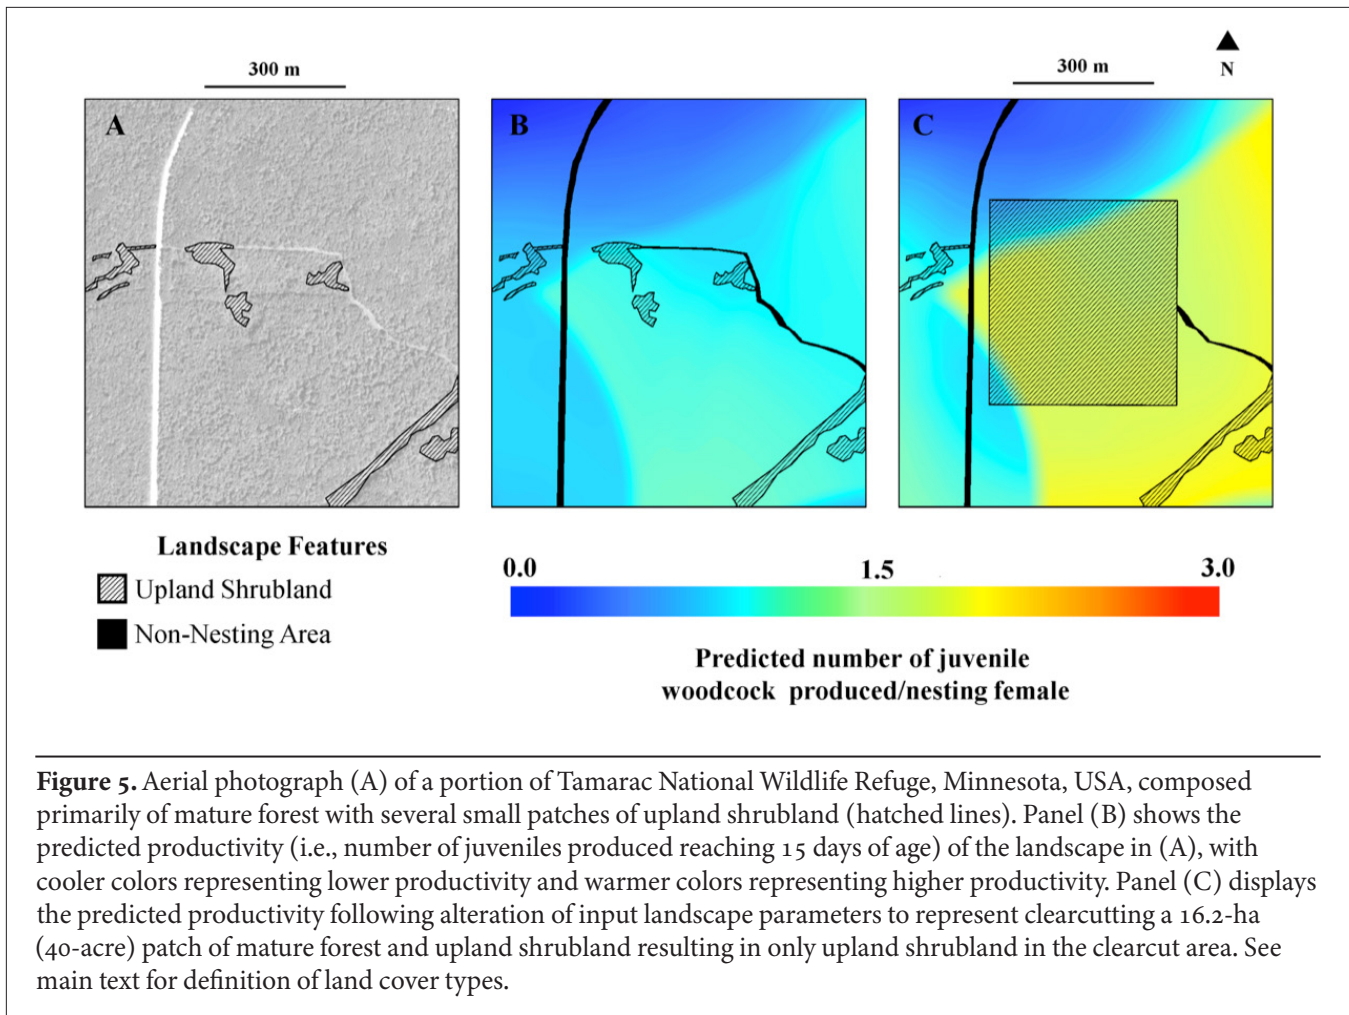 300 m
300 m
N
A
B
C
Landscape Features
Upland Shrubland
Non-Nesting Area
0.0
1.5
3.0
Predicted number of juvenile
woodcock produced/nesting female
Figure 5. Aerial photograph (A) of a portion of Tamarac National Wildlife Refuge, Minnesota, USA, composed
primarily of mature forest with several small patches of upland shrubland (hatched lines). Panel (B) shows the
predicted productivity (i.e., number of juveniles produced reaching 15 days of age) of the landscape in (A), with
cooler colors representing lower productivity and warmer colors representing higher productivity. Panel (C) displays
the predicted productivity following alteration of input landscape parameters to represent clearcutting a 16.2-ha
(40-acre) patch of mature forest and upland shrubland resulting in only upland shrubland in the clearcut area. See
main text for definition of land cover types.